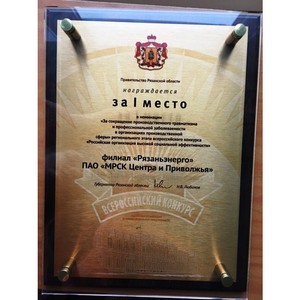 Правительство Рязанской области
награждается
за I место
в номинации
«За сокращение производственного травматизма
и профессиональной заболеваемости
в организациях производственной
сферы» регионального этапа всероссийского конкурса
«Российская организация высокой социальной эффективности»
филиал «Рязаньэнерго»
ПАО «МРСК Центра и Приволжья»
Губернатор Рязанской области
Н.В. Любимов
ВСЕРОССИЙСКИЙ КОНКУРС